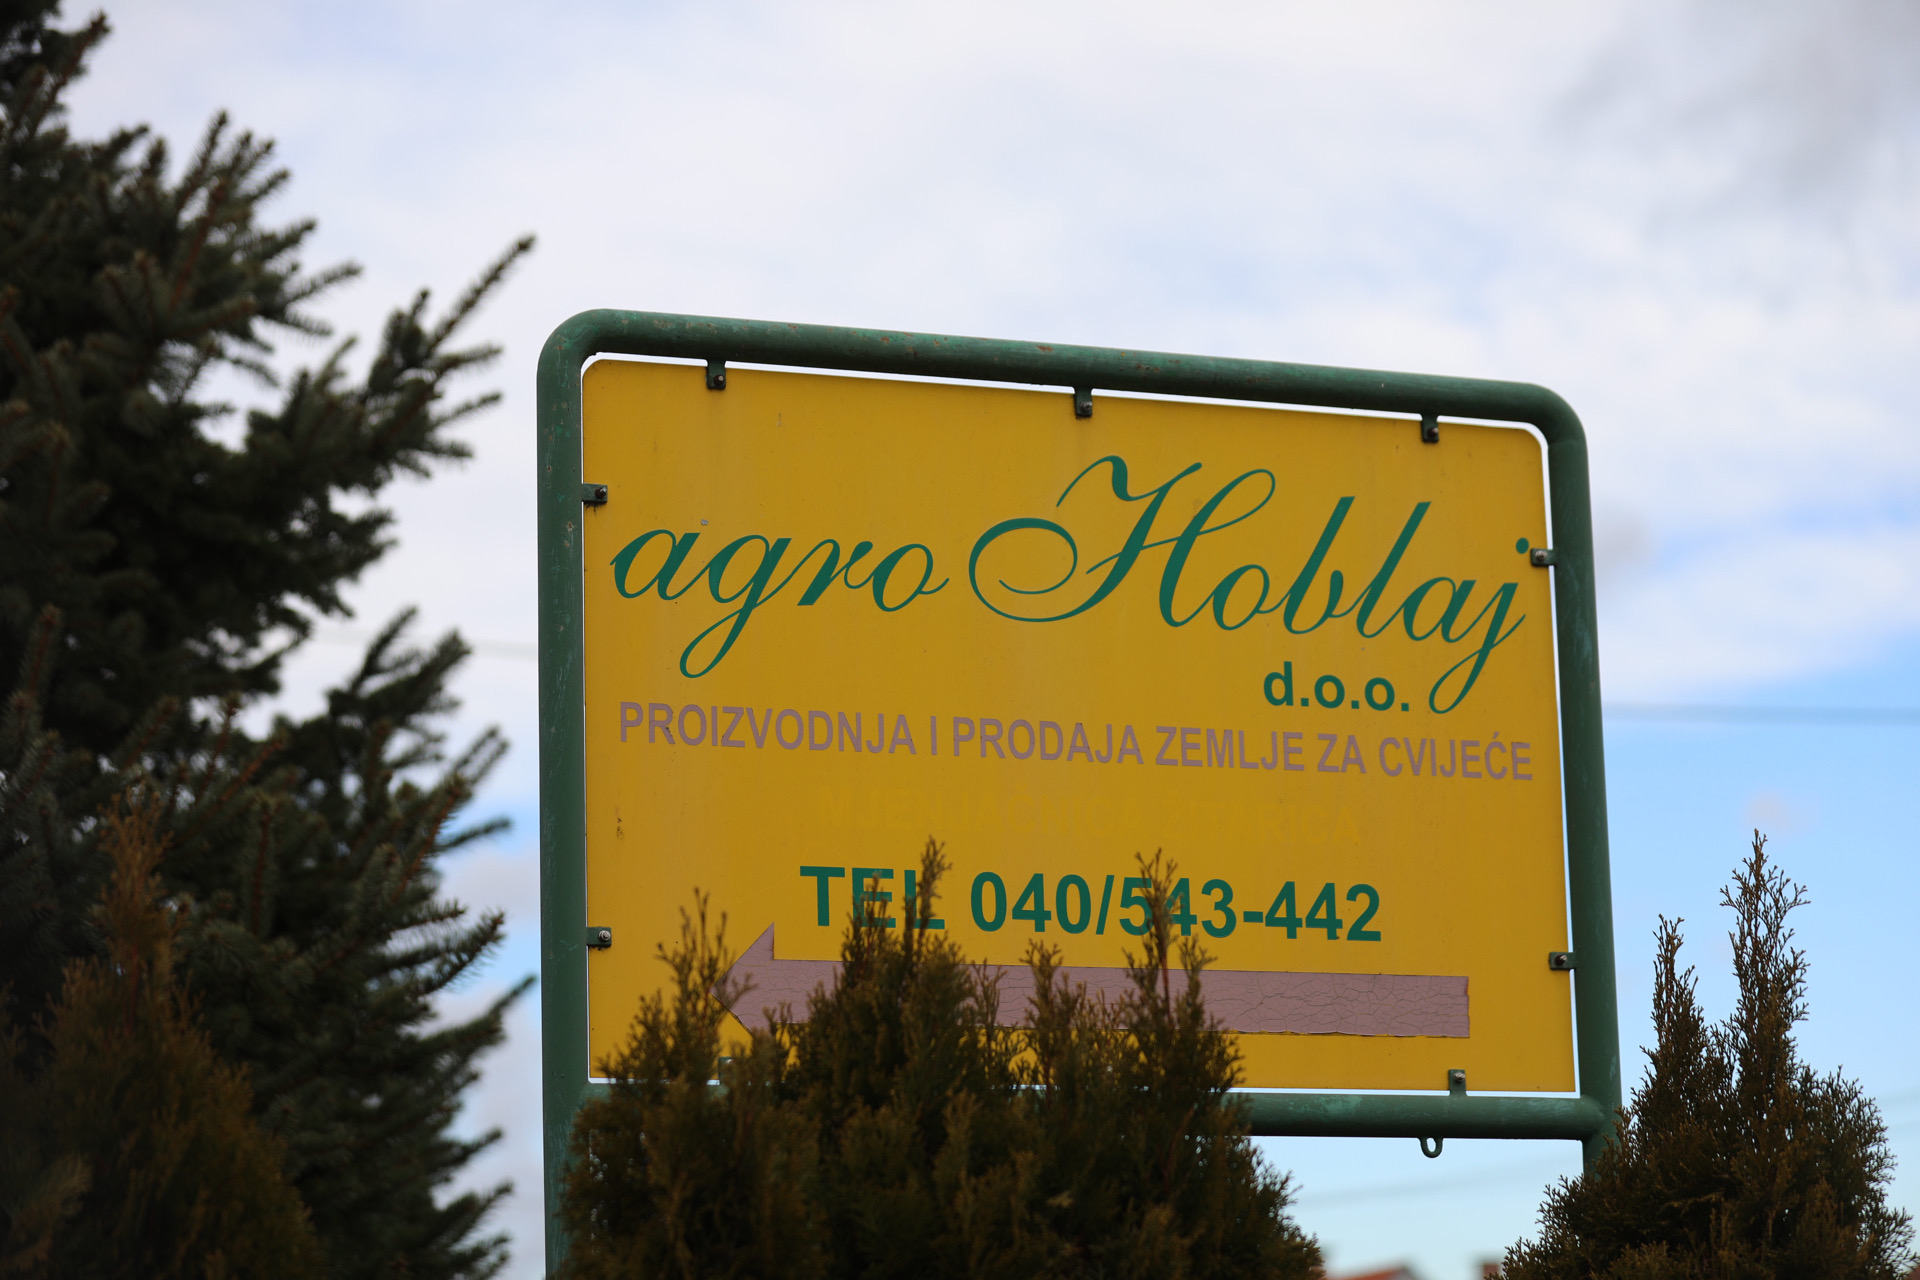 agro Hoblaj
d.o.o.
PROIZVODNJA I PRODAJA ZEMLJE ZA CVIJEĆE
TEL 040/543-442